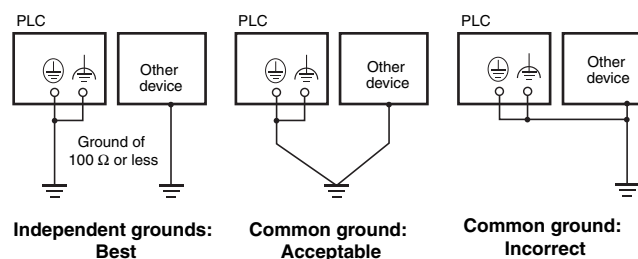 PLC
Other
device
Ground of
100 Ω or less
Independent grounds:
Best
PLC
Other
device
Common ground:
Acceptable
PLC
Other
device
Common ground:
Incorrect